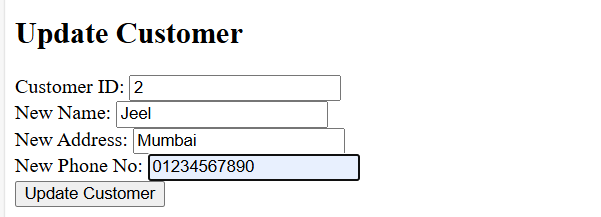 Update Customer
Customer ID: 2
New Name: Jeel
New Address: Mumbai
New Phone No: 01234567890
Update Customer